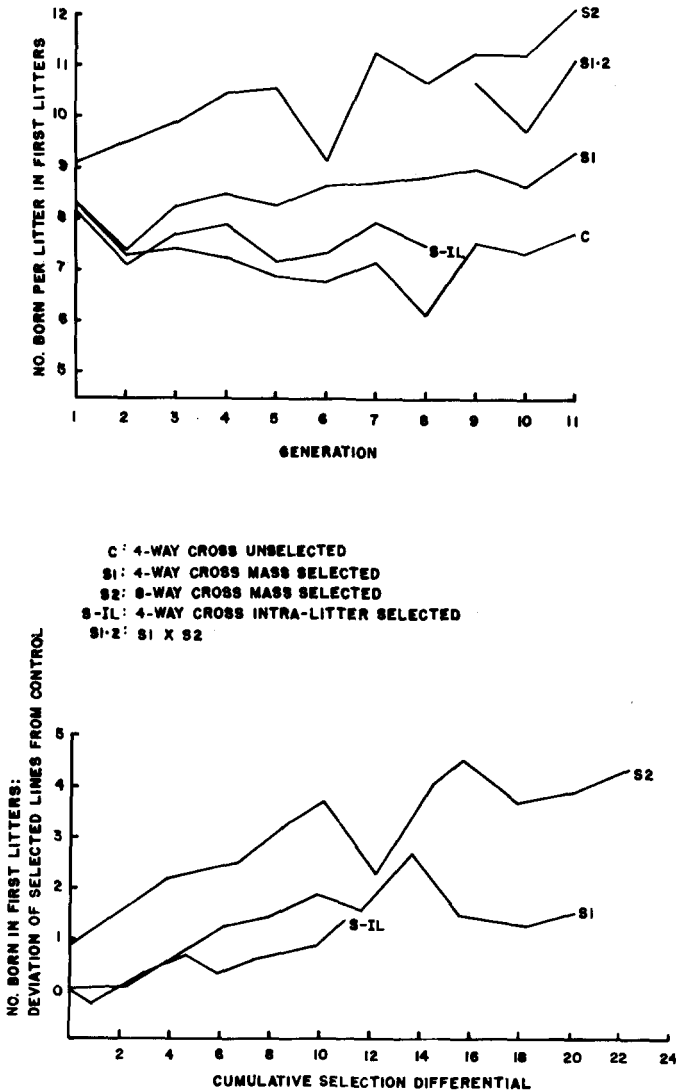 NO. BORN PER LITTER IN FIRST LITTERS
12
11
10
9
8
7
6
5
S2
S1·2
S1
S-IL
C
1 2 3 4 5 6 7 8 9 10 11
GENERATION
C: 4-WAY CROSS UNSELECTED
S1: 4-WAY CROSS MASS SELECTED
S2: 8-WAY CROSS MASS SELECTED
S-IL: 4-WAY CROSS INTRA-LITTER SELECTED
S1·2: S1 X S2
NO. BORN IN FIRST LITTERS:
DEVIATION OF SELECTED LINES FROM CONTROL
5
4
3
2
1
0
S2
S1
S-IL
2 4 6 8 10 12 14 16 18 20 22 24
CUMULATIVE SELECTION DIFFERENTIAL